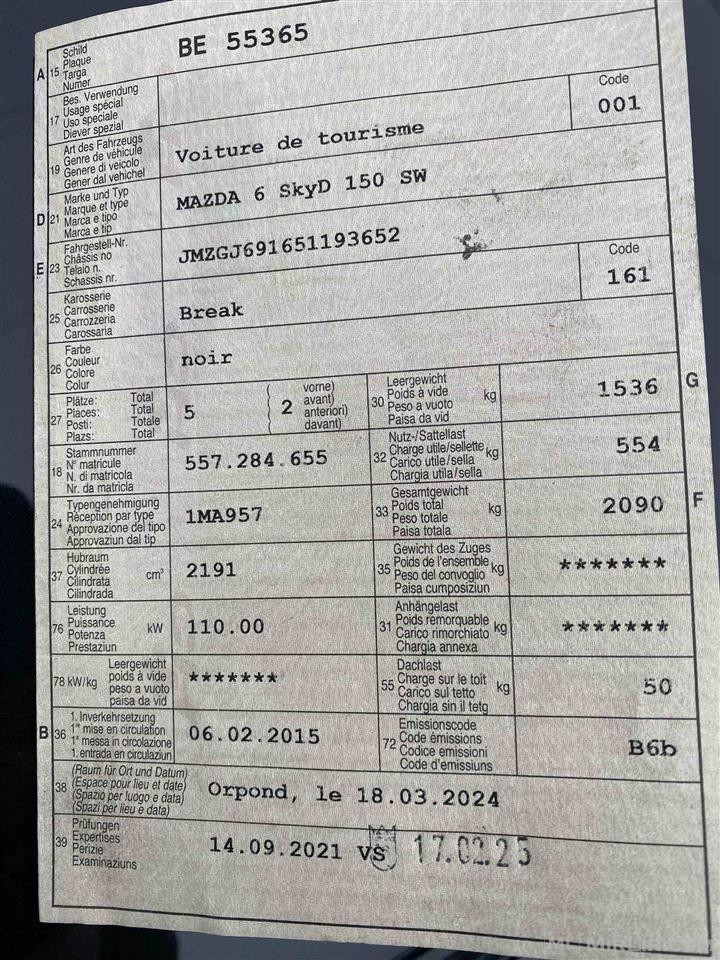 A 15 Schild
Plaque
Targa
Numer
BE 55365
17 Bes. Verwendung
Usage spécial
Uso speciale
Diever spezial
19 Art des Fahrzeugs
Genre de véhicule
Genere di veicolo
Gener dal vehichel
Voiture de tourisme
Code
001
D 21 Marke und Typ
Marque et type
Marca e tipo
Marca e tip
MAZDA 6 SkyD 150 SW
E 23 Fahrgestell-Nr.
Châssis no
Telaio n.
Schassis nr.
JMZGJ691651193652
25 Karosserie
Carrosserie
Carrozzeria
Carossaria
Break
Code
161
26 Farbe
Couleur
Colore
Colur
noir
27 Plätze: Total
Places: Total
Posti: Totale
Plazs: Total
5
( 2 vorne)
avant)
anteriori)
davant)
30 Leergewicht
Poids à vide
Peso a vuoto
Paisa da vid
kg
1536
G
18 Stammnummer
N° matricule
N. di matricola
Nr. da matricla
557.284.655
32 Nutz-/Sattellast
Charge utile/sellette
Carico utile/sella
Chargia utila/sella
kg
554
24 Typengenehmigung
Réception par type
Approvazione del tipo
Approvaziun dal tip
1MA957
33 Gesamtgewicht
Poids total
Peso totale
Paisa totala
kg
2090
F
37 Hubraum
Cylindrée
Cilindrata
Cilindrada
cm³
2191
35 Gewicht des Zuges
Poids de l'ensemble
Peso del convoglio
Paisa cumposiziun
kg
*******
76 Leistung
Puissance
Potenza
Prestaziun
kW
110.00
31 Anhängelast
Poids remorquable
Carico rimorchiato
Chargia annexa
kg
*******
78 kW/kg
Leergewicht
poids à vide
peso a vuoto
paisa da vid
*******
55 Dachlast
Charge sur le toit
Carico sul tetto
Chargia sin il tetg
kg
50
B 36 1. Inverkehrsetzung
1re mise en circulation
1a messa in circolazione
1. entrada en circulaziun
06.02.2015
72 Emissionscode
Code émissions
Codice emissioni
Code d'emissiuns
B6b
38 (Raum für Ort und Datum)
(Espace pour lieu et date)
(Spazio per luogo e data)
(Spazi per lieu e data)
Orpond, le 18.03.2024
39 Prüfungen
Expertises
Perizie
Examinaziuns
14.09.2021 VS 17.02.25